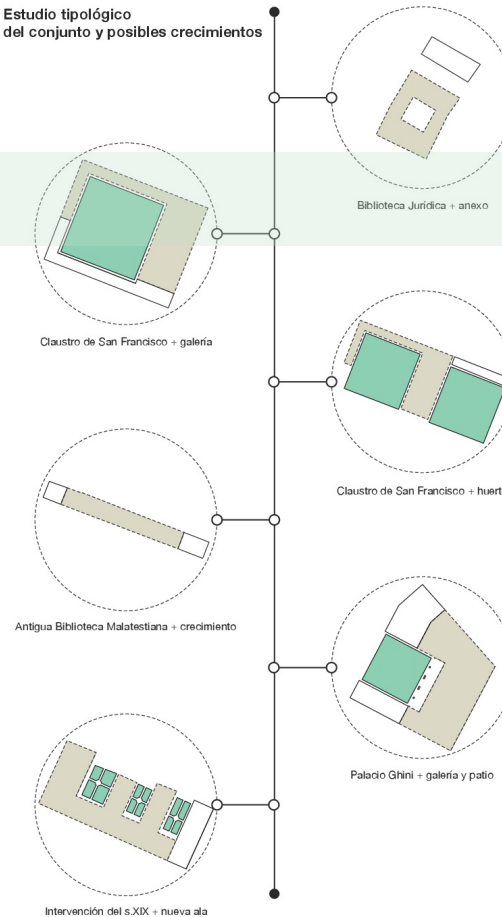 Estudio tipológico
del conjunto y posibles crecimientos
Biblioteca Jurídica + anexo
Claustro de San Francisco + galería
Claustro de San Francisco + huert
Antigua Biblioteca Malatestiana + crecimiento
Palacio Ghini + galería y patio
Intervención del s.XIX + nueva ala